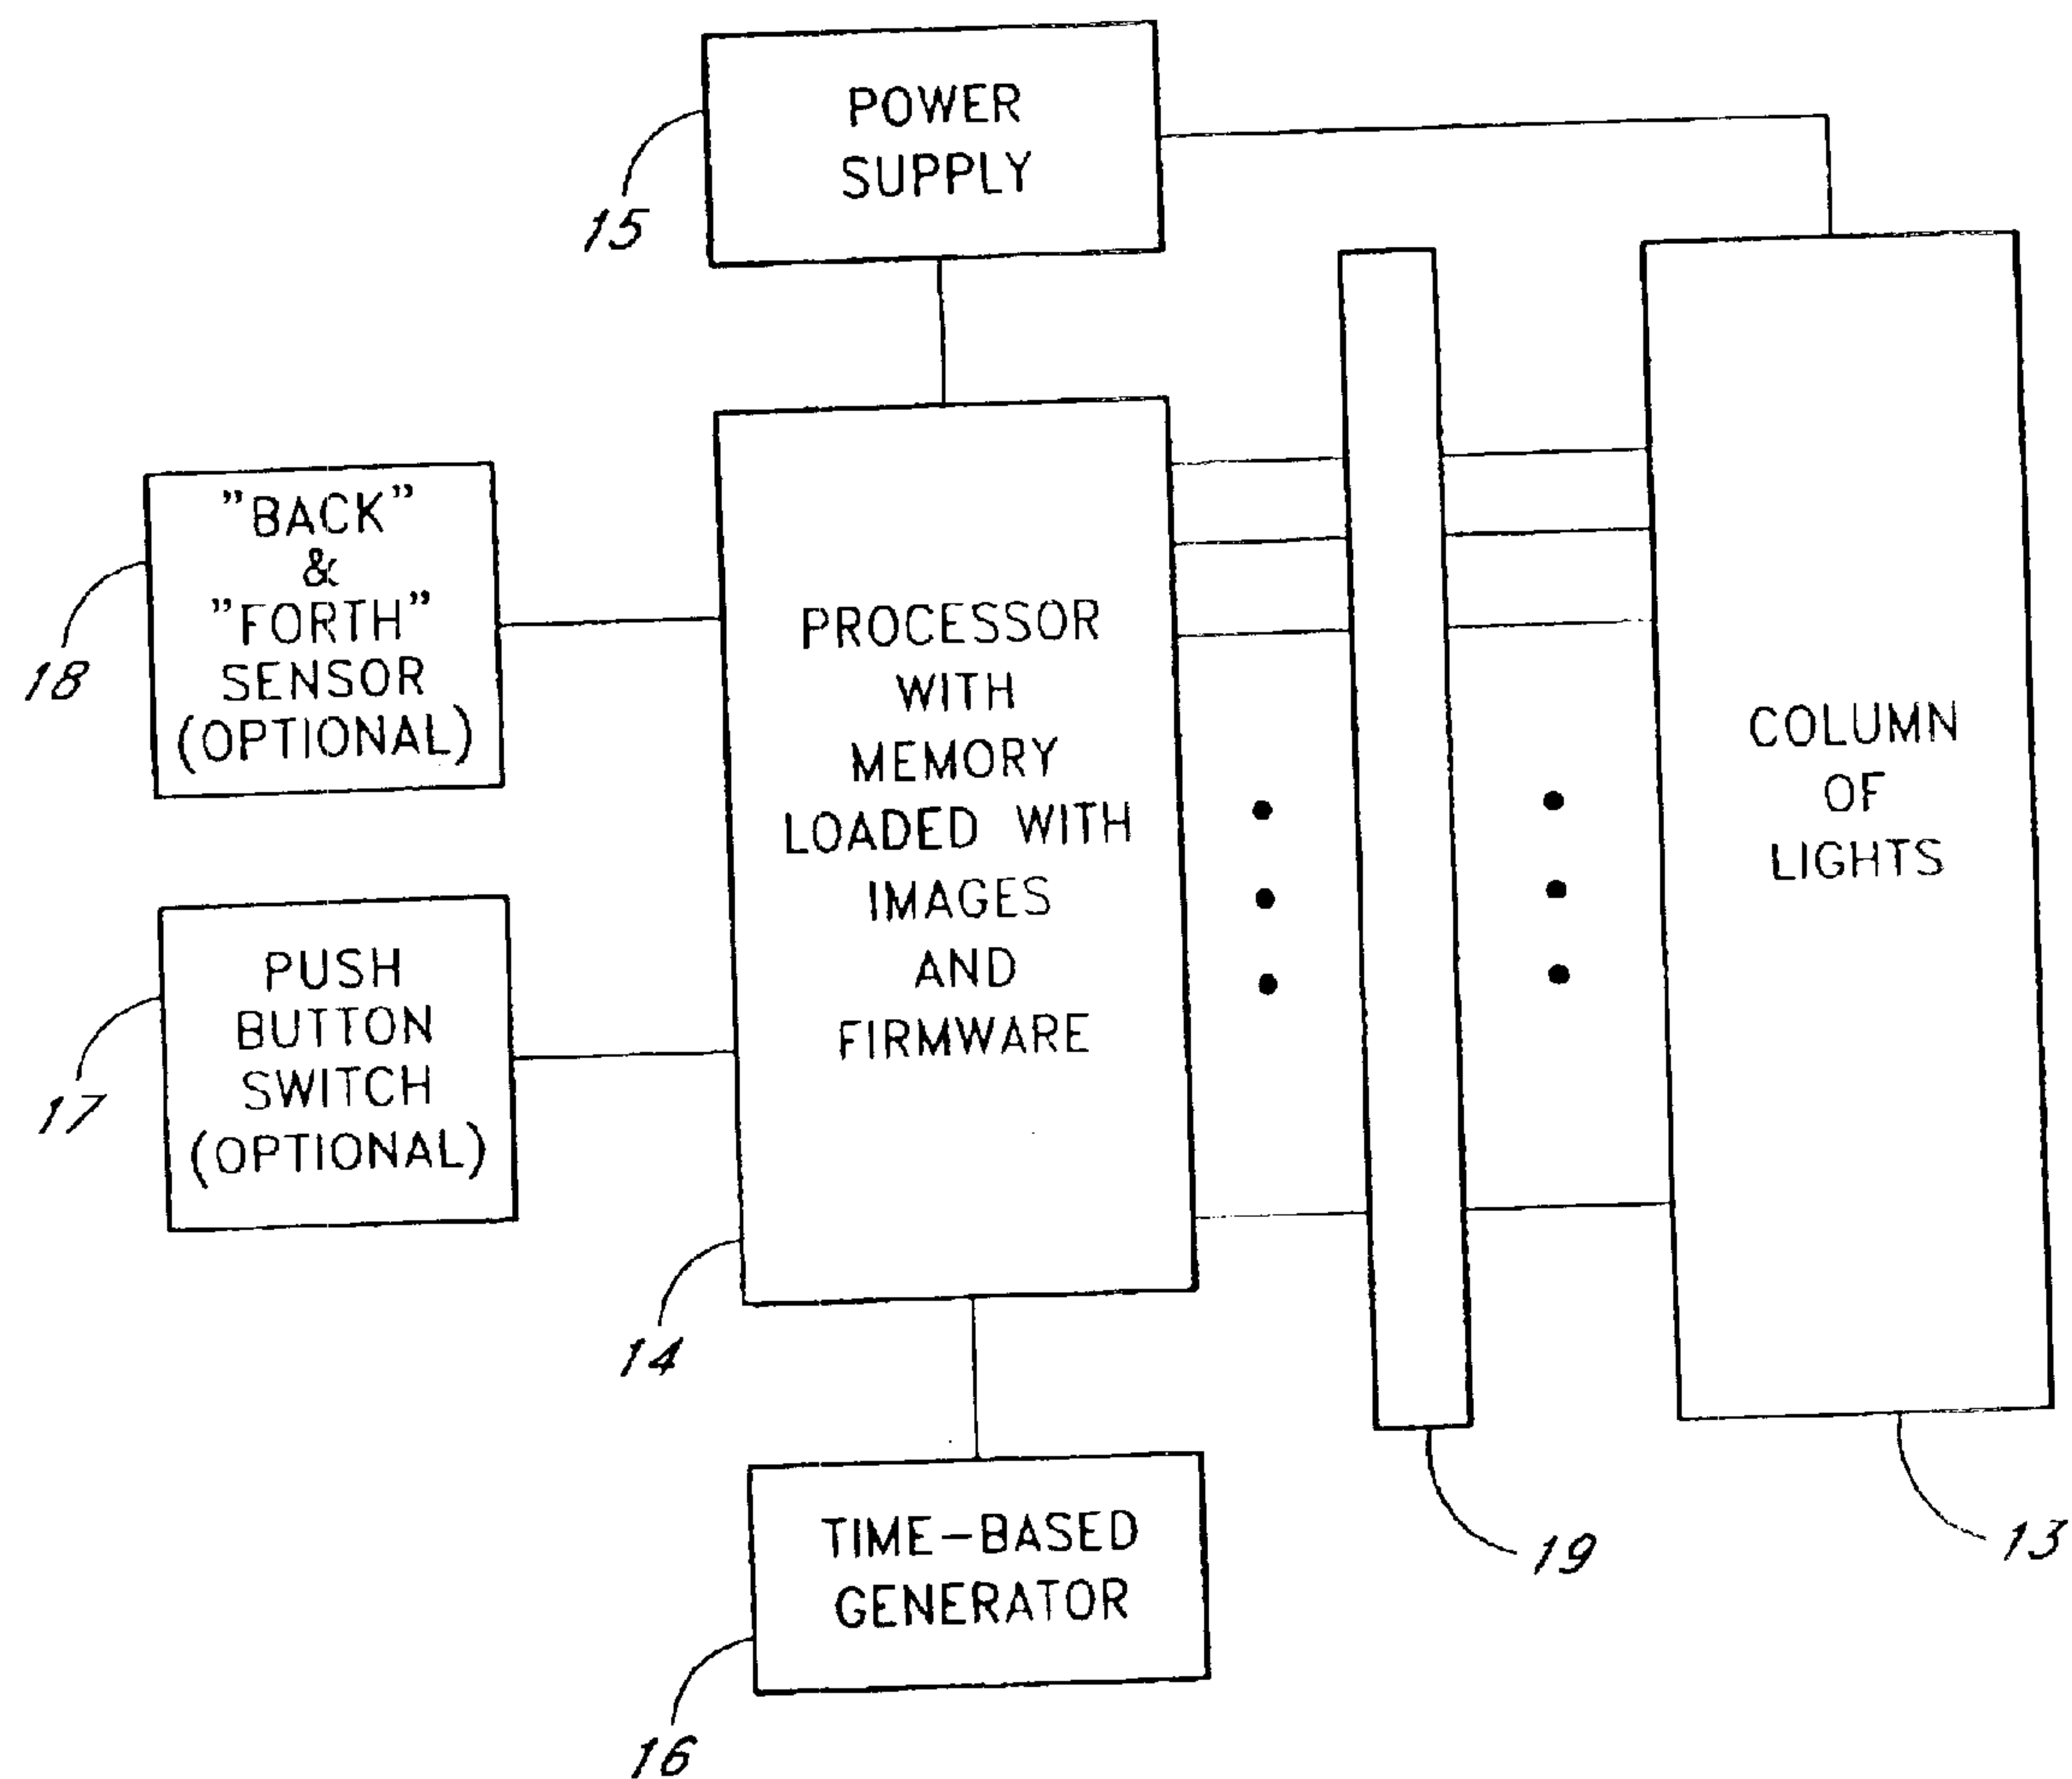 POWER
SUPPLY
15
"BACK"
&
"FORTH"
SENSOR
(OPTIONAL)
18
PROCESSOR
WITH
MEMORY
LOADED WITH
IMAGES
AND
FIRMWARE
COLUMN
OF
LIGHTS
PUSH
BUTTON
SWITCH
(OPTIONAL)
17
14
TIME-BASED
GENERATOR
16
19
13